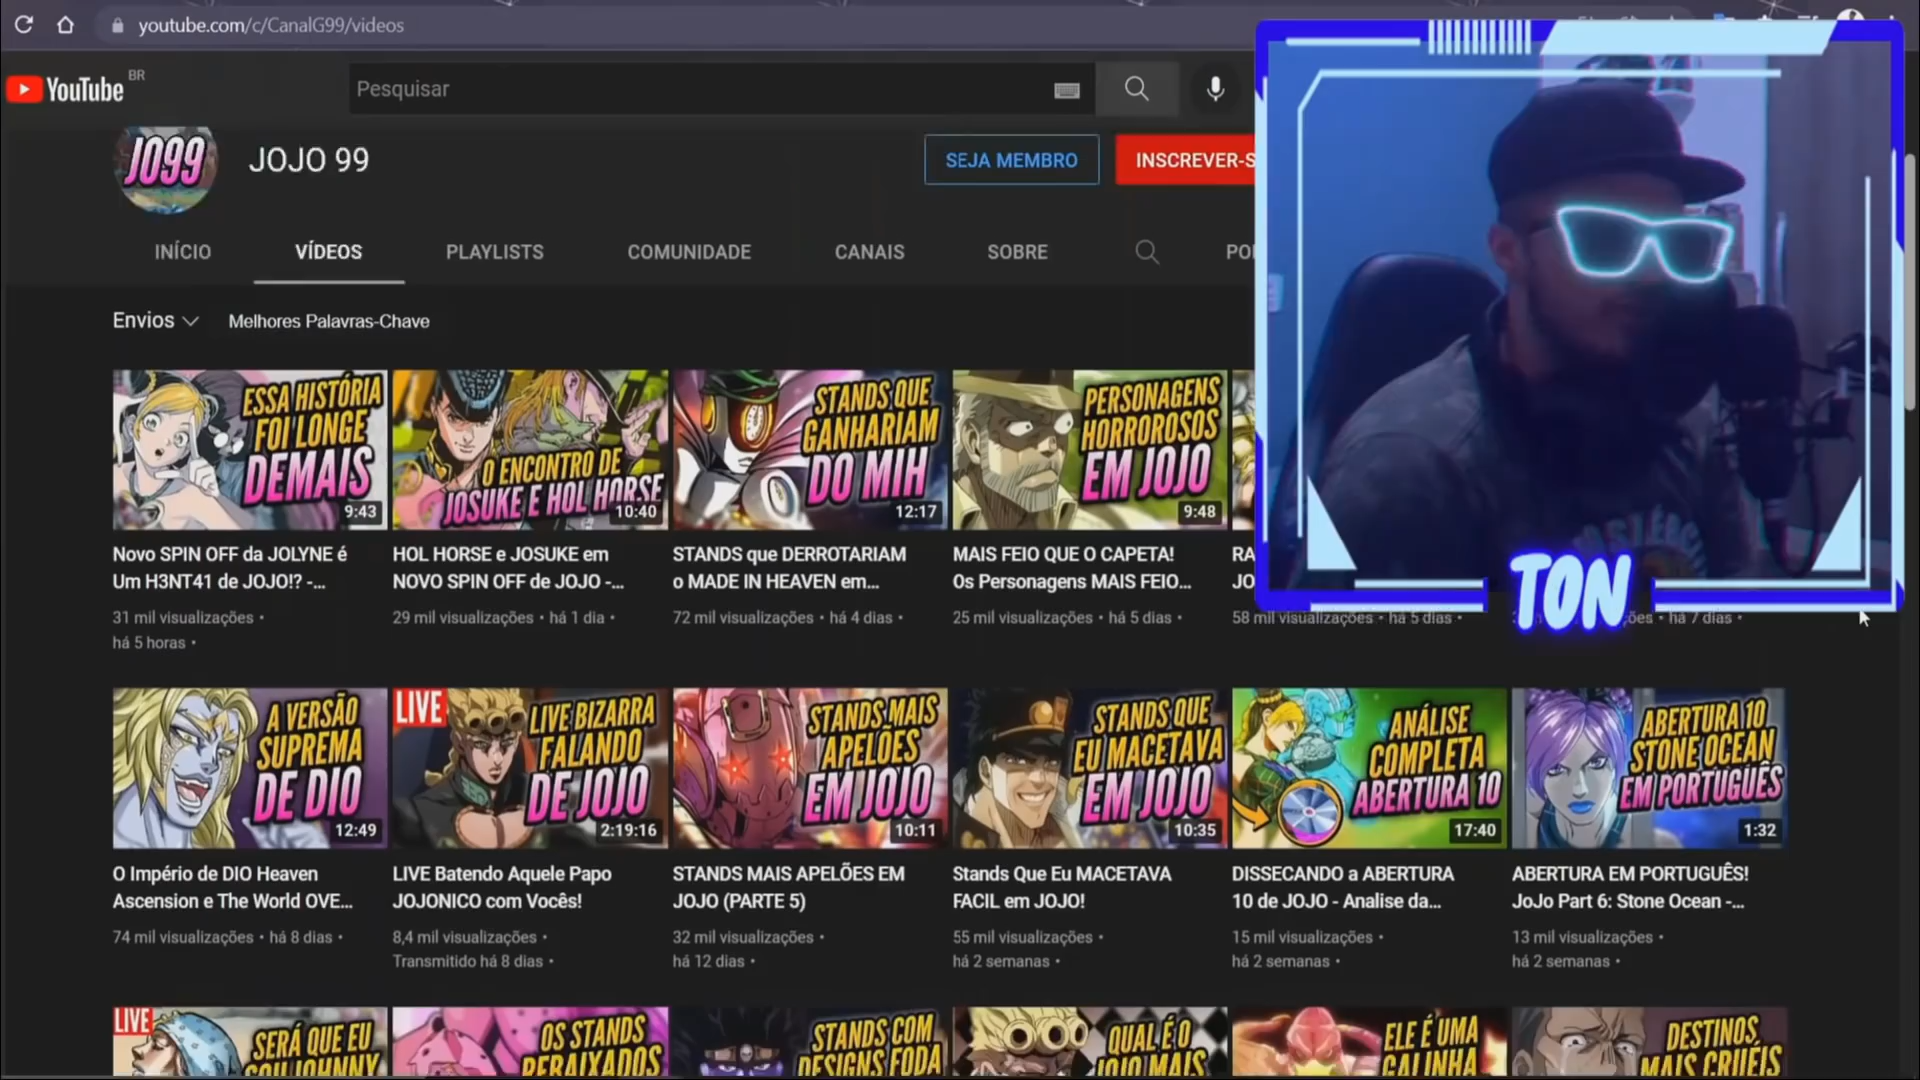 youtube.com/c/CanalG99/videos
YouTube BR
Pesquisar
JO99
JOJO 99
SEJA MEMBRO
INSCREVER-S
INÍCIO
VÍDEOS
PLAYLISTS
COMUNIDADE
CANAIS
SOBRE
Envios
Melhores Palavras-Chave
ESSA HISTÓRIA
FOI LONGE
DEMAIS
9:43
O ENCONTRO DE
JOSUKE E HOL HORSE
10:40
STANDS QUE
GANHARIAM
DO MIH
12:17
PERSONAGENS
HORROROSOS
EM JOJO
9:48
Novo SPIN OFF da JOLYNE é
Um H3NT41 de JOJO!? -...
31 mil visualizações •
há 5 horas •
HOL HORSE e JOSUKE em
NOVO SPIN OFF de JOJO -...
29 mil visualizações • há 1 dia •
STANDS que DERROTARIAM
o MADE IN HEAVEN em...
72 mil visualizações • há 4 dias •
MAIS FEIO QUE O CAPETA!
Os Personagens MAIS FEIO...
25 mil visualizações • há 5 dias •
RA
JO
58 mil visualizações • há 5 dias •
há 7 dias •
TON
A VERSÃO
SUPREMA
DE DIO
12:49
LIVE
LIVE BIZARRA
FALANDO
DE JOJO
2:19:16
STANDS MAIS
APELÕES
EM JOJO
10:11
STANDS QUE
EU MACETAVA
EM JOJO
10:35
ANÁLISE
COMPLETA
ABERTURA 10
17:40
ABERTURA 10
STONE OCEAN
EM PORTUGUÊS
1:32
O Império de DIO Heaven
Ascension e The World OVE...
74 mil visualizações • há 8 dias •
LIVE Batendo Aquele Papo
JOJONICO com Vocês!
8,4 mil visualizações •
Transmitido há 8 dias •
STANDS MAIS APELÕES EM
JOJO (PARTE 5)
32 mil visualizações •
há 12 dias •
Stands Que Eu MACETAVA
FACIL em JOJO!
55 mil visualizações •
há 2 semanas •
DISSECANDO a ABERTURA
10 de JOJO - Analise da...
15 mil visualizações •
há 2 semanas •
ABERTURA EM PORTUGUÊS!
JoJo Part 6: Stone Ocean -...
13 mil visualizações •
há 2 semanas •
LIVE
SERÁ QUE EU
SOU JOHNNY
OS STANDS
REBAIXADOS
STANDS COM
DESIGNS FODA
QUAL É O
JOJO MAIS
ELE É UMA
GALINHA
DESTINOS
MAIS CRUÉIS